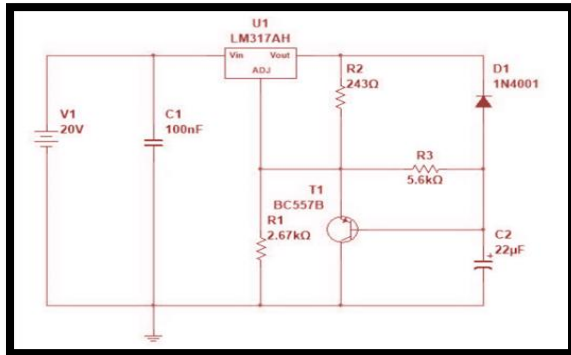 U1
LM317AH
Vin Vout
ADJ
R2
243Ω
D1
1N4001
V1
20V
C1
100nF
R3
5.6kΩ
T1
BC557B
R1
2.67kΩ
C2
+
22µF